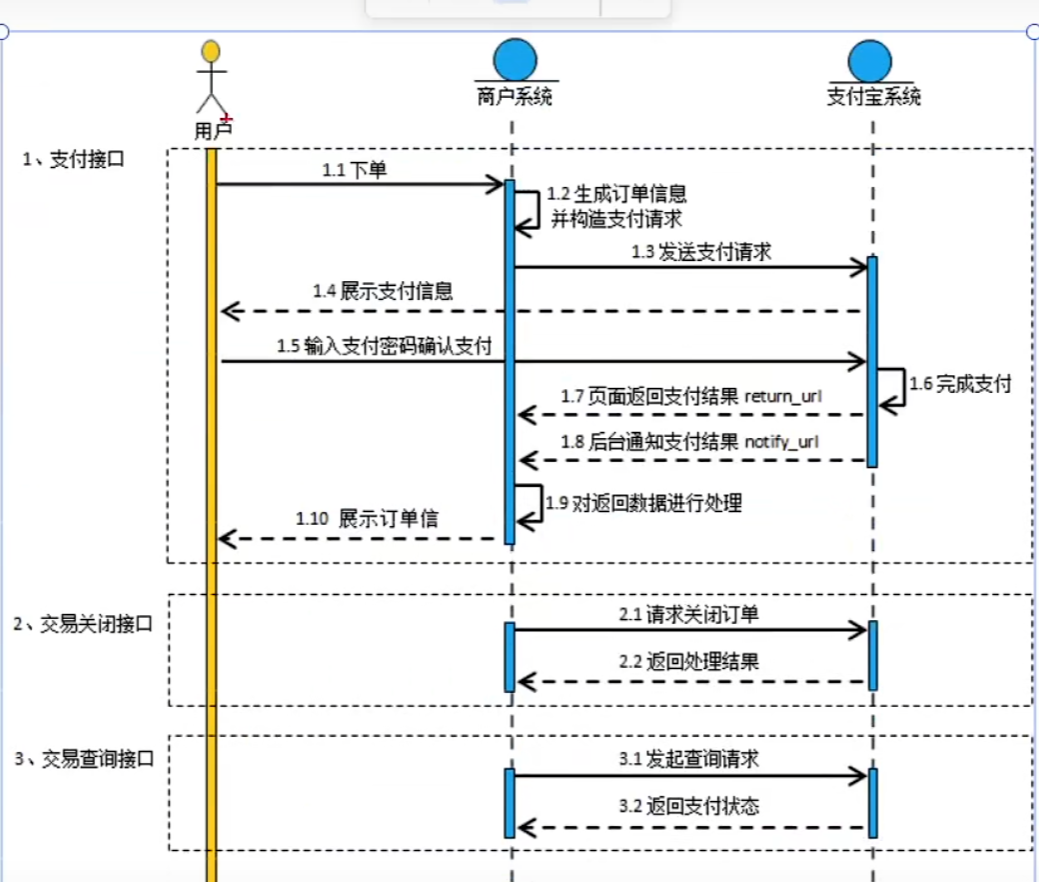 用户
商户系统
支付宝系统
1、支付接口
1.1 下单
1.2 生成订单信息
并构造支付请求
1.3 发送支付请求
1.4 展示支付信息
1.5 输入支付密码确认支付
1.6 完成支付
1.7 页面返回支付结果 return_url
1.8 后台通知支付结果 notify_url
1.9 对返回数据进行处理
1.10 展示订单信
2、交易关闭接口
2.1 请求关闭订单
2.2 返回处理结果
3、交易查询接口
3.1 发起查询请求
3.2 返回支付状态